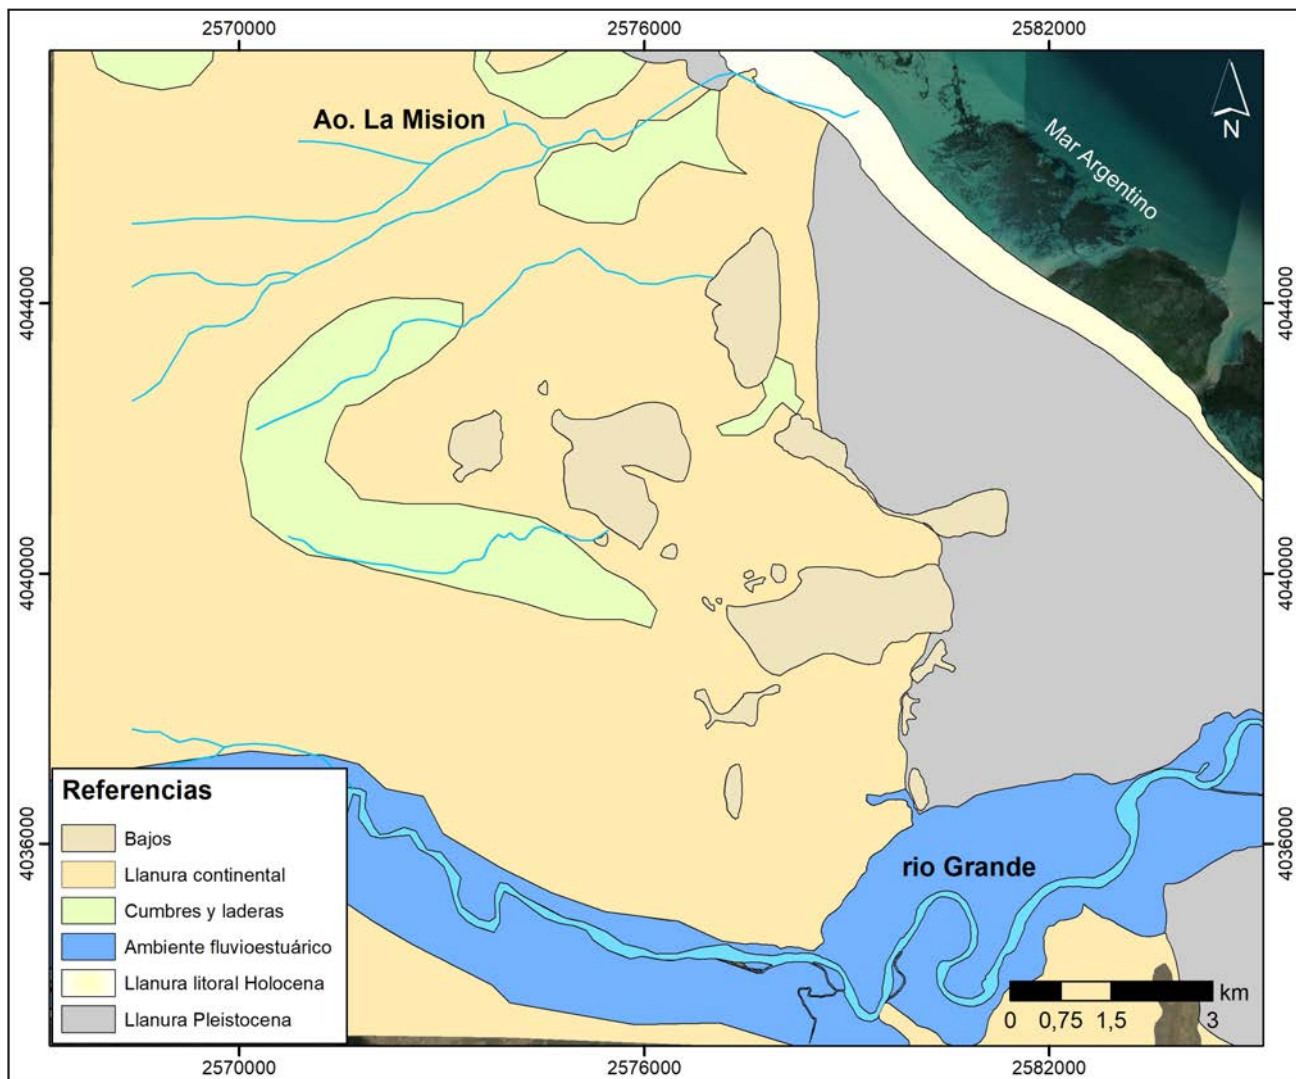 2570000 2576000 2582000
Ao. La Mision
N
Mar Argentino
4044000 4044000
4040000 4040000
4036000 4036000
Referencias
Bajos
Llanura continental
Cumbres y laderas
Ambiente fluvioestuárico
Llanura litoral Holocena
Llanura Pleistocena
rio Grande
km
0 0,75 1,5 3
2570000 2576000 2582000